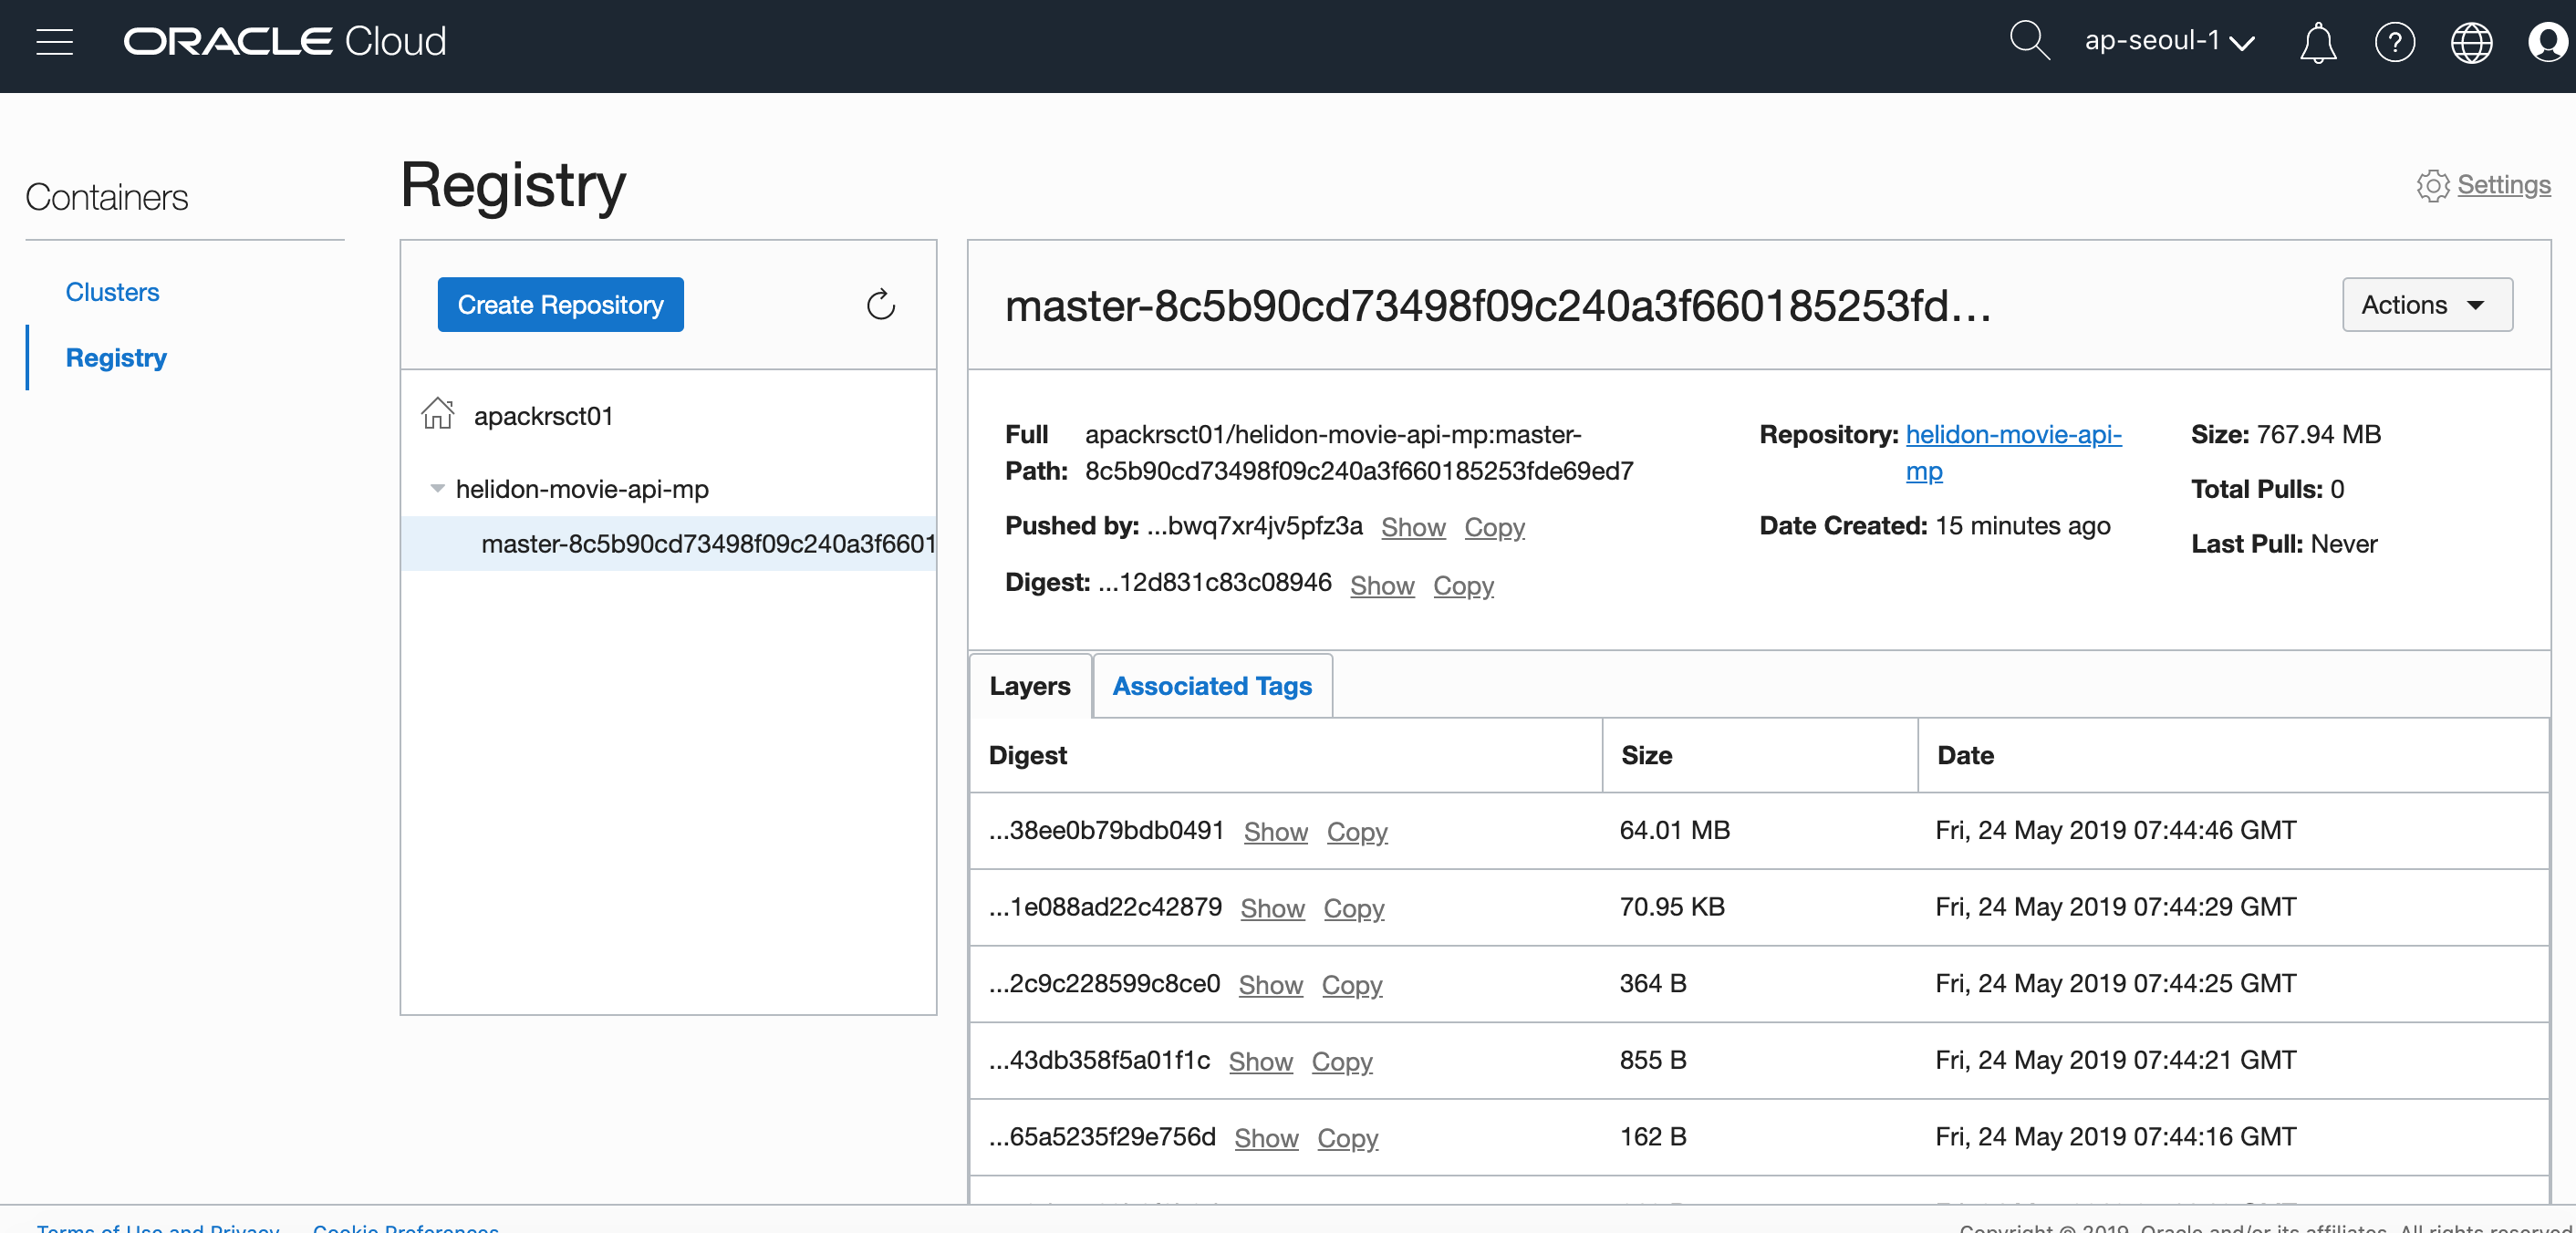 ORACLE Cloud
ap-seoul-1
Containers
Clusters
Registry
Registry
Settings
Create Repository
apackrsct01
helidon-movie-api-mp
master-8c5b90cd73498f09c240a3f6601
master-8c5b90cd73498f09c240a3f660185253fd...
Actions
Full Path: apackrsct01/helidon-movie-api-mp:master-
8c5b90cd73498f09c240a3f660185253fde69ed7
Pushed by: ...bwq7xr4jv5pfz3a Show Copy
Digest: ...12d831c83c08946 Show Copy
Repository: helidon-movie-api-
mp
Date Created: 15 minutes ago
Size: 767.94 MB
Total Pulls: 0
Last Pull: Never
Layers Associated Tags
Digest Size Date
...38ee0b79bdb0491 Show Copy 64.01 MB Fri, 24 May 2019 07:44:46 GMT
...1e088ad22c42879 Show Copy 70.95 KB Fri, 24 May 2019 07:44:29 GMT
...2c9c228599c8ce0 Show Copy 364 B Fri, 24 May 2019 07:44:25 GMT
...43db358f5a01f1c Show Copy 855 B Fri, 24 May 2019 07:44:21 GMT
...65a5235f29e756d Show Copy 162 B Fri, 24 May 2019 07:44:16 GMT
Terms of Use and Privacy Cookie Preferences
Copyright © 2019, Oracle and/or its affiliates. All rights reserved.